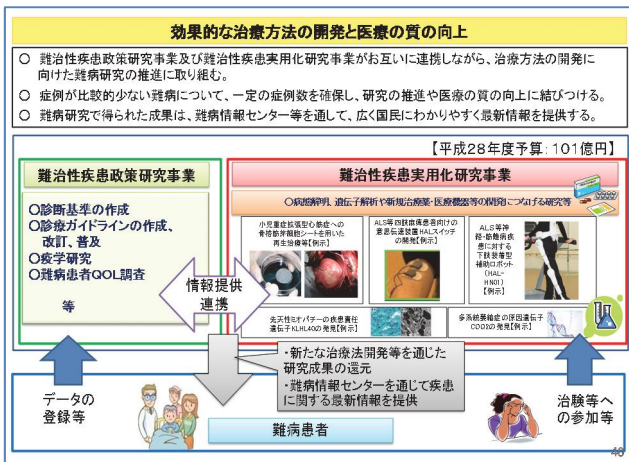 効果的な治療方法の開発と医療の質の向上
○ 難治性疾患政策研究事業及び難治性疾患実用化研究事業がお互いに連携しながら、治療方法の開発に
向けた難病研究の推進に取り組む。
○ 症例が比較的少ない難病について、一定の症例数を確保し、研究の推進や医療の質の向上に結びつける。
○ 難病研究で得られた成果は、難病情報センター等を通して、広く国民にわかりやすく最新情報を提供する。
【平成28年度予算：101億円】
難治性疾患政策研究事業
○診断基準の作成
○診療ガイドラインの作成、
改訂、普及
○疫学研究
○難病患者QOL調査
等
情報提供
連携
難治性疾患実用化研究事業
○病態解明、遺伝子解析や新規治療薬・医療機器等の開発につなげる研究等
小児重症拡張型心筋症への
骨格筋芽細胞シートを用いた
再生治療等【例示】
ALS等四肢麻痺患者向けの
意思伝達装置HALスイッチ
の開発【例示】
ALS等神
経・筋難病疾
患に対する
下肢装着型
補助ロボット
(HAL-
HN01)
【例示】
先天性ミオパチーの疾患責任
遺伝子KLHL40の発見【例示】
多系統萎縮症の原因遺伝子
COQ2の発見【例示】
・新たな治療法開発等を通じた
研究成果の還元
・難病情報センターを通じて疾患
に関する最新情報を提供
データの
登録等
難病患者
治験等へ
の参加等